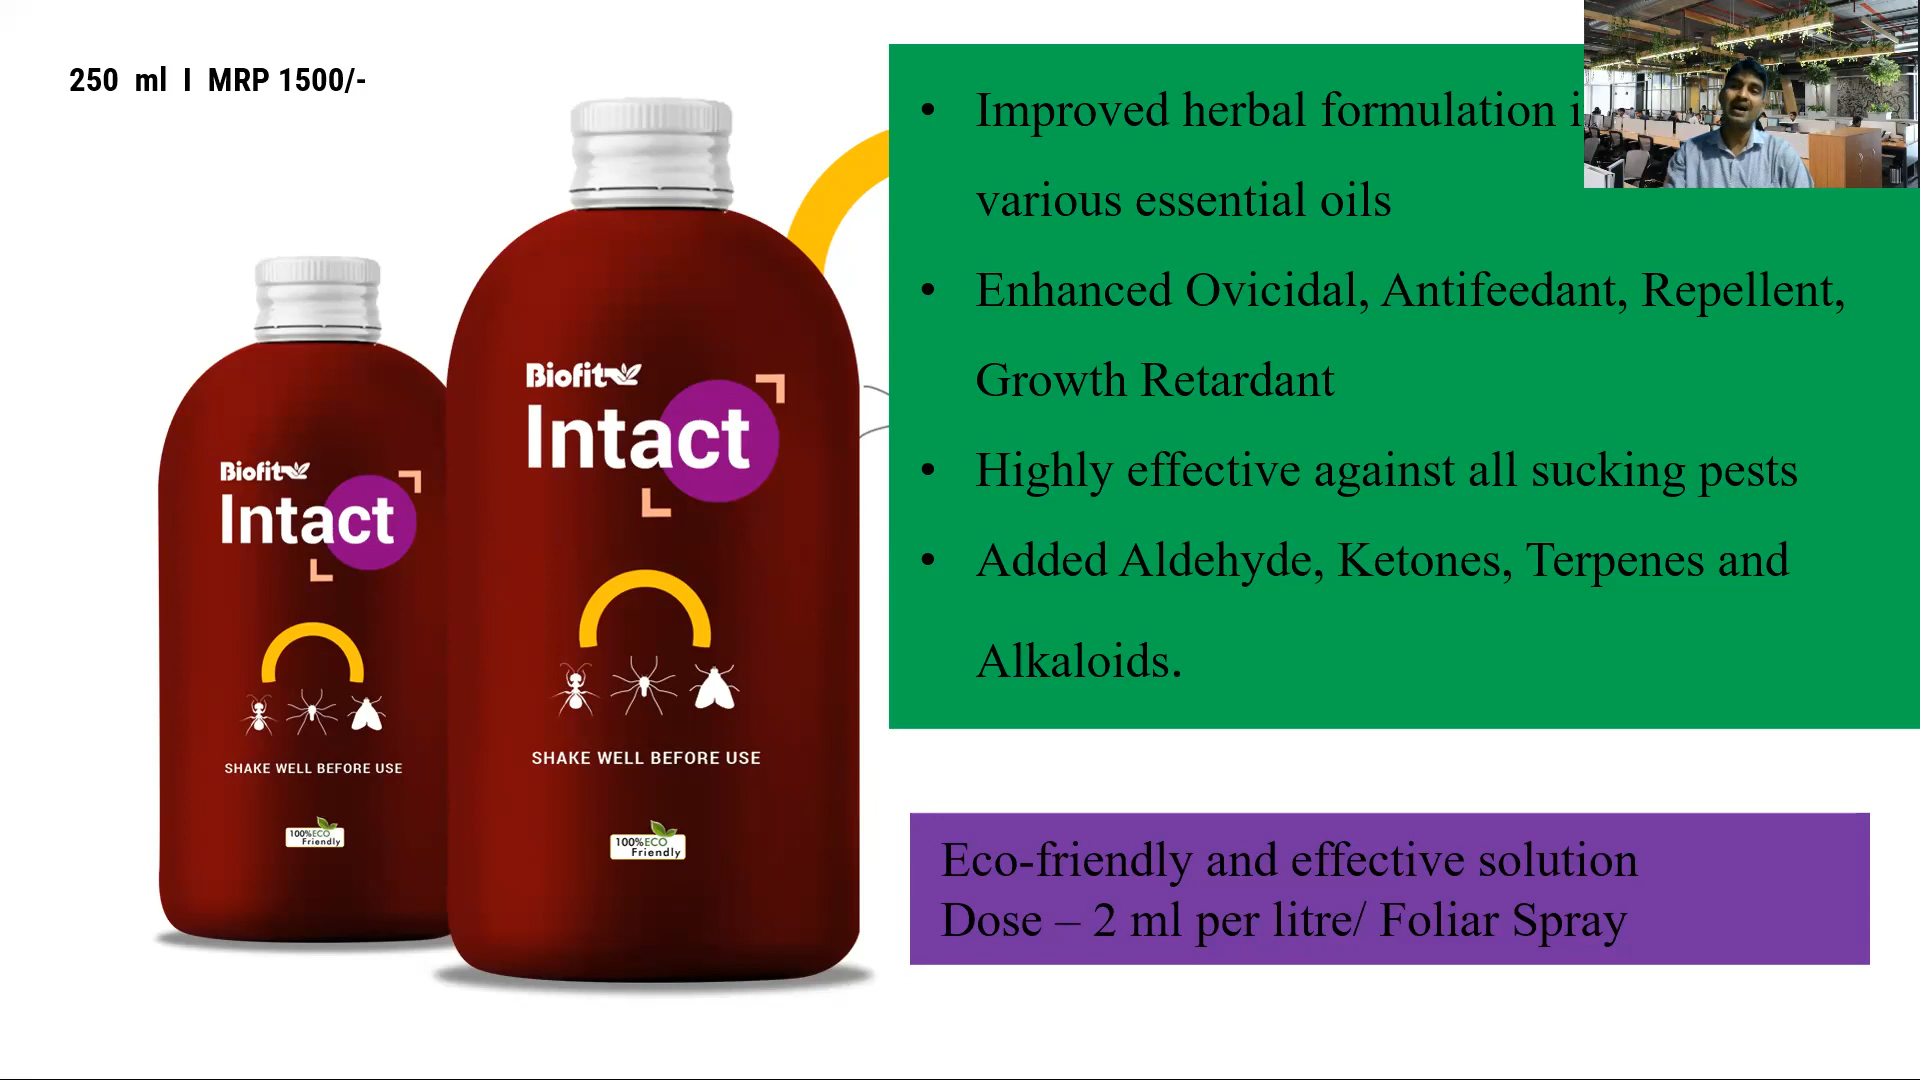 250 ml I MRP 1500/-
Biofit
Intact
SHAKE WELL BEFORE USE
100%ECO
Friendly
Biofit
Intact
SHAKE WELL BEFORE USE
100%ECO
Friendly
• Improved herbal formulation
various essential oils
• Enhanced Ovicidal, Antifeedant, Repellent,
Growth Retardant
• Highly effective against all sucking pests
• Added Aldehyde, Ketones, Terpenes and
Alkaloids.
Eco-friendly and effective solution
Dose – 2 ml per litre/ Foliar Spray